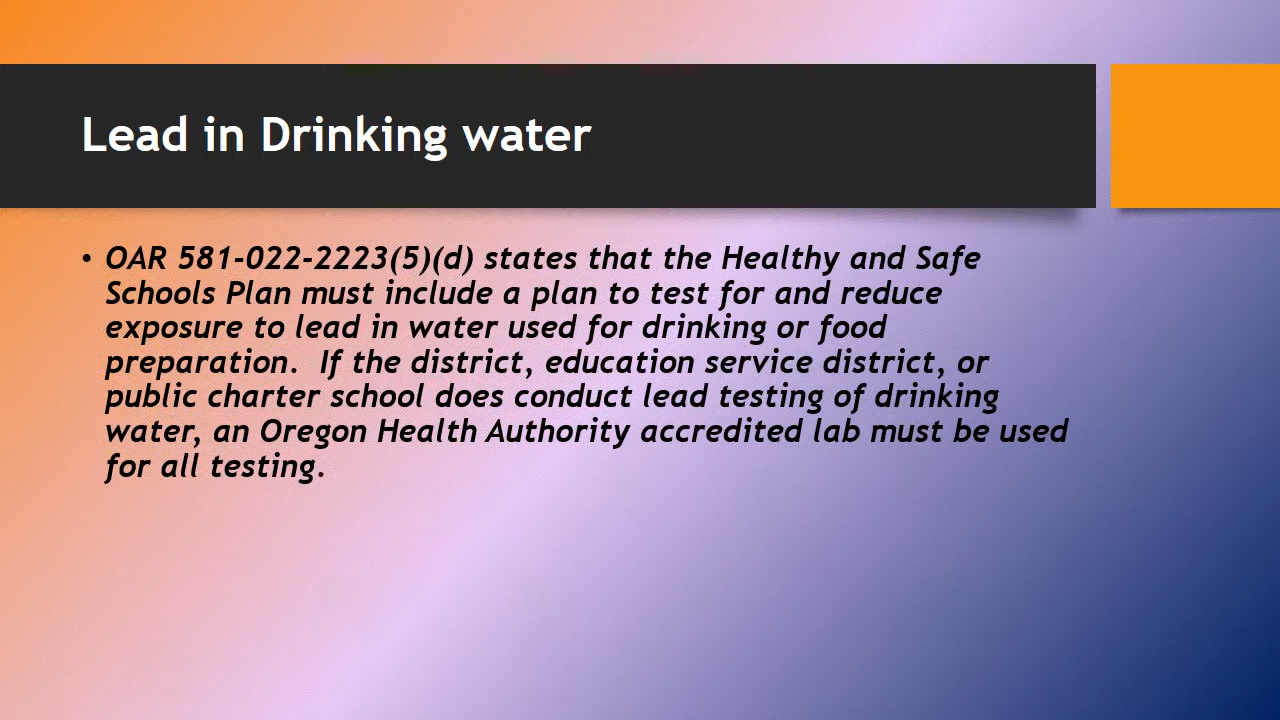 Lead in Drinking water
• OAR 581-022-2223(5)(d) states that the Healthy and Safe
Schools Plan must include a plan to test for and reduce
exposure to lead in water used for drinking or food
preparation.  If the district, education service district, or
public charter school does conduct lead testing of drinking
water, an Oregon Health Authority accredited lab must be used
for all testing.